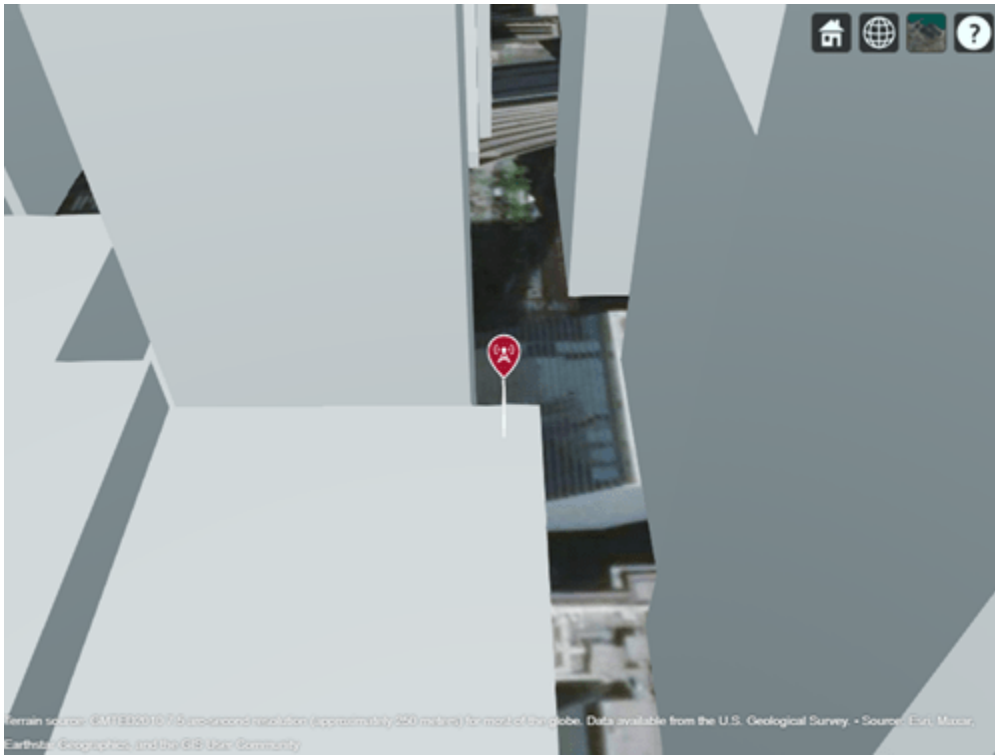 ?
Terrain source: GMTED2010 7.5 arc-second resolution (approximately 250 meters) for most of the globe. Data available from the U.S. Geological Survey. • Source: Esri, Maxar,
Earthstar Geographics, and the GIS User Community